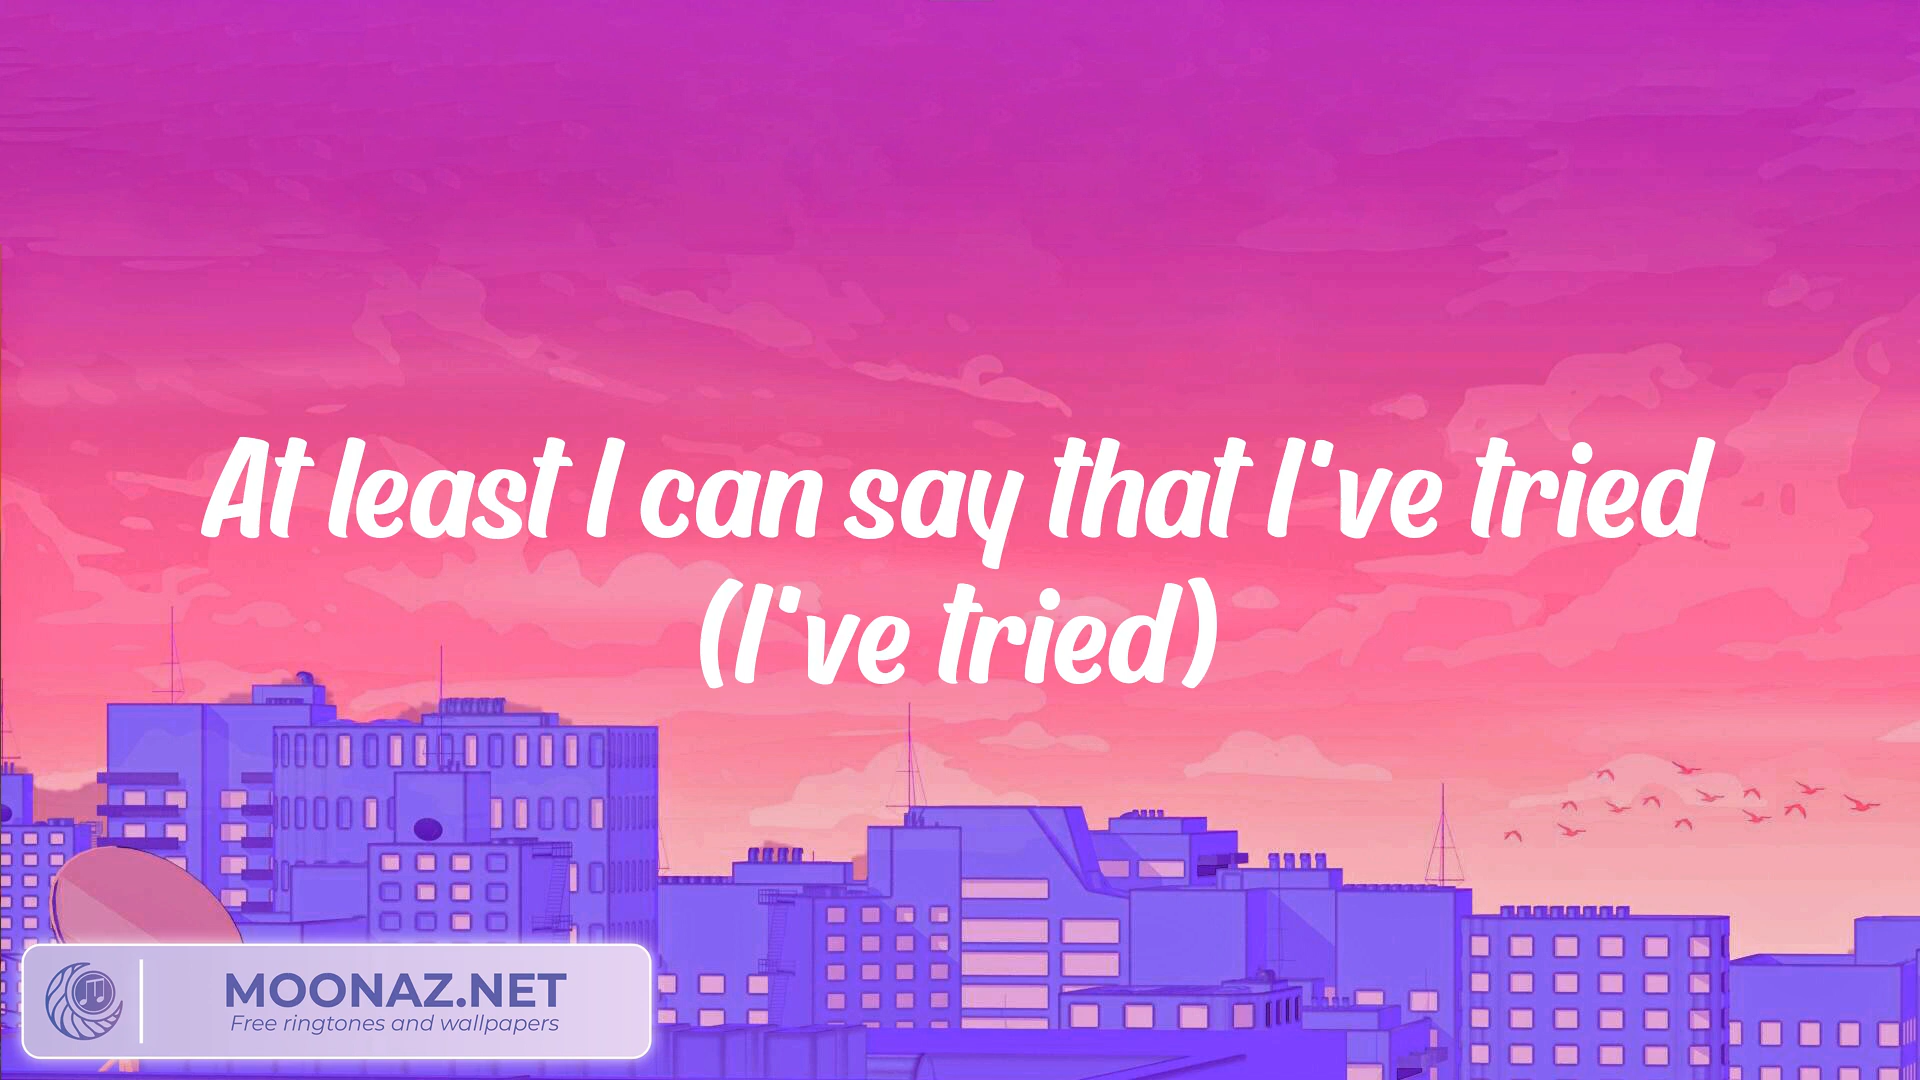 At least I can say that I've tried
(I've tried)
MOONAZ.NET
Free ringtones and wallpapers